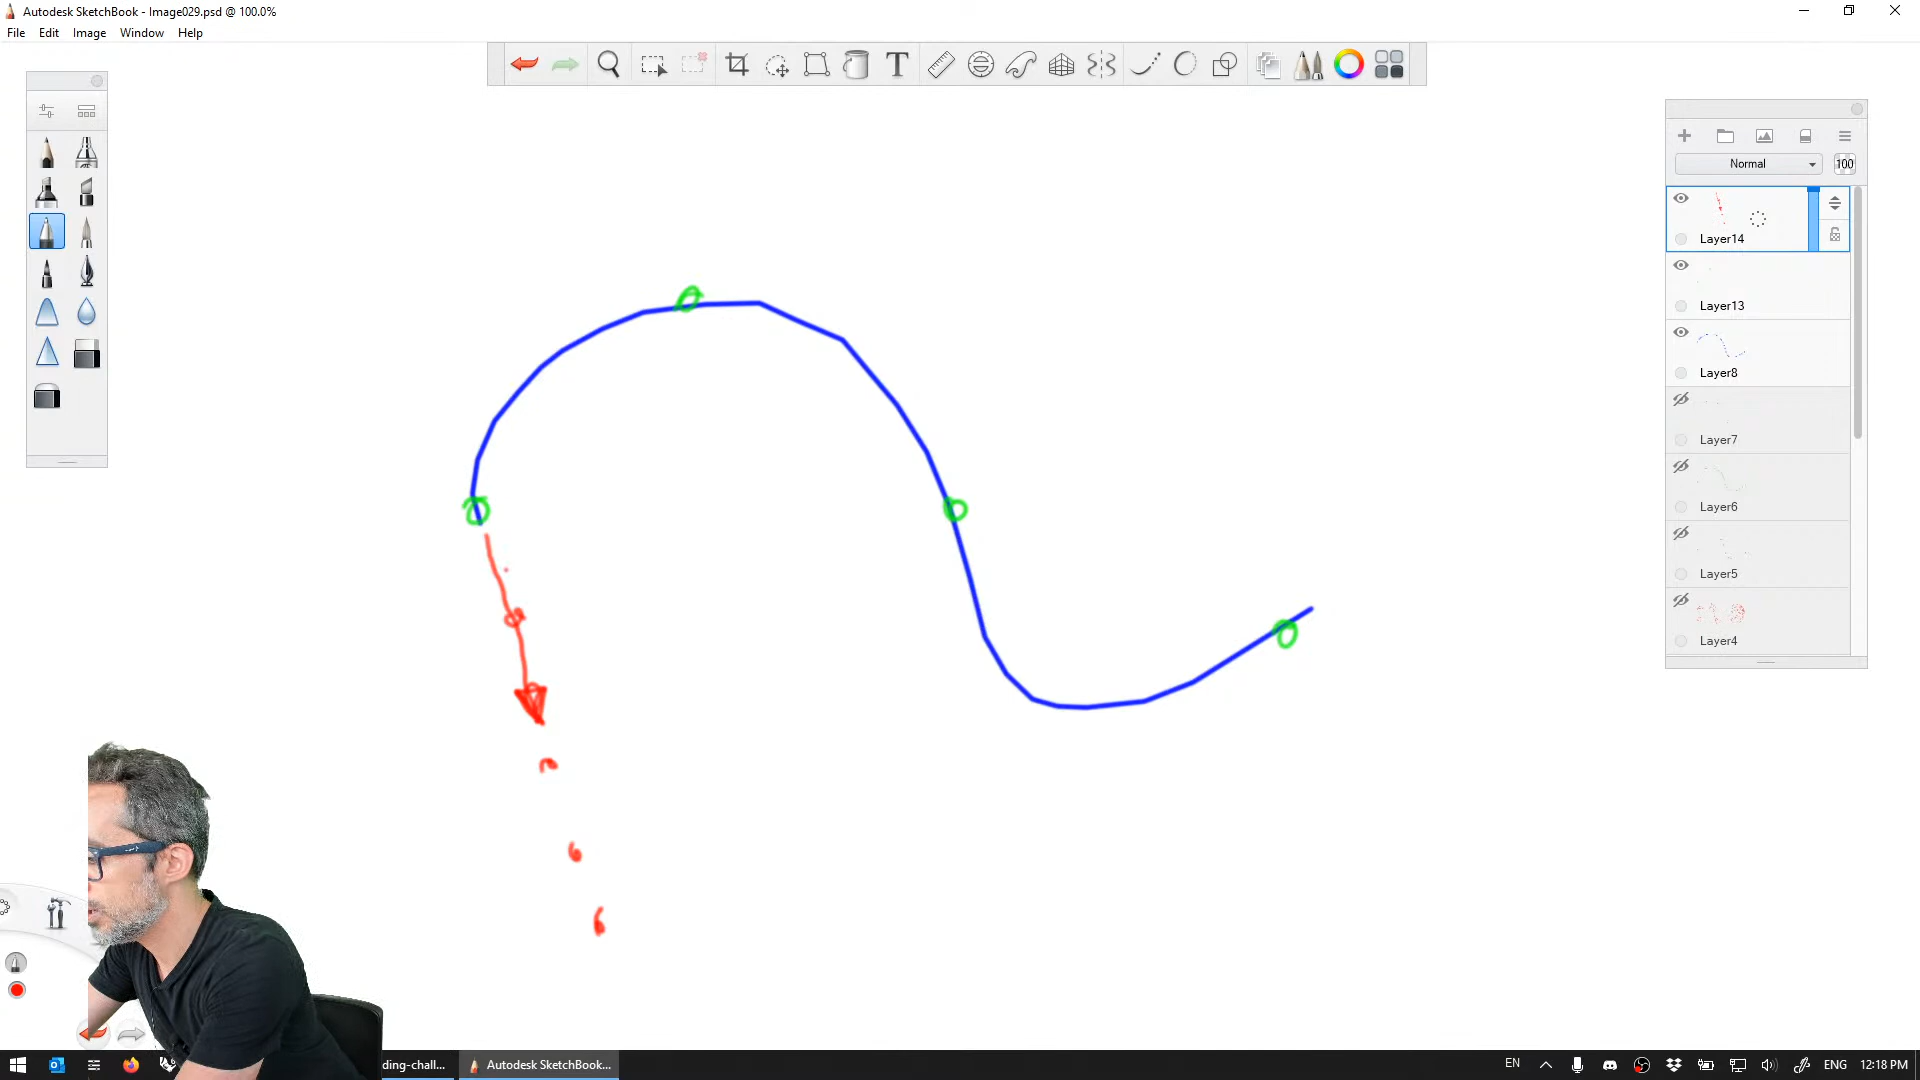 Autodesk SketchBook - Image029.psd @ 100.0%
File Edit Image Window Help
T
Normal 100
Layer14
Layer13
Layer8
Layer7
Layer6
Layer5
Layer4
ding-chall... Autodesk SketchBook... EN ENG 12:18 PM